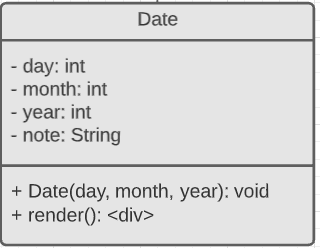 Date
- day: int
- month: int
- year: int
- note: String
+ Date(day, month, year): void
+ render(): <div>